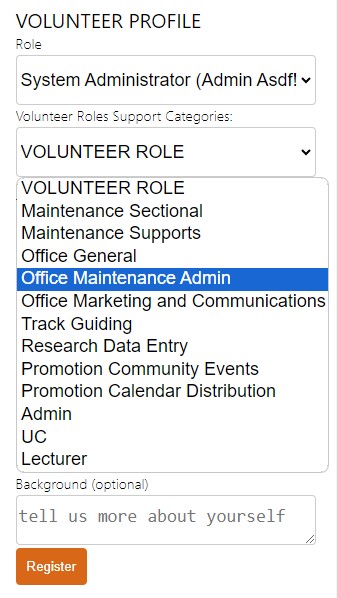 VOLUNTEER PROFILE
Role
System Administrator (Admin Asdf!
Volunteer Roles Support Categories:
VOLUNTEER ROLE
VOLUNTEER ROLE
Maintenance Sectional
Maintenance Supports
Office General
Office Maintenance Admin
Office Marketing and Communications
Track Guiding
Research Data Entry
Promotion Community Events
Promotion Calendar Distribution
Admin
UC
Lecturer
Background (optional)
tell us more about yourself
Register